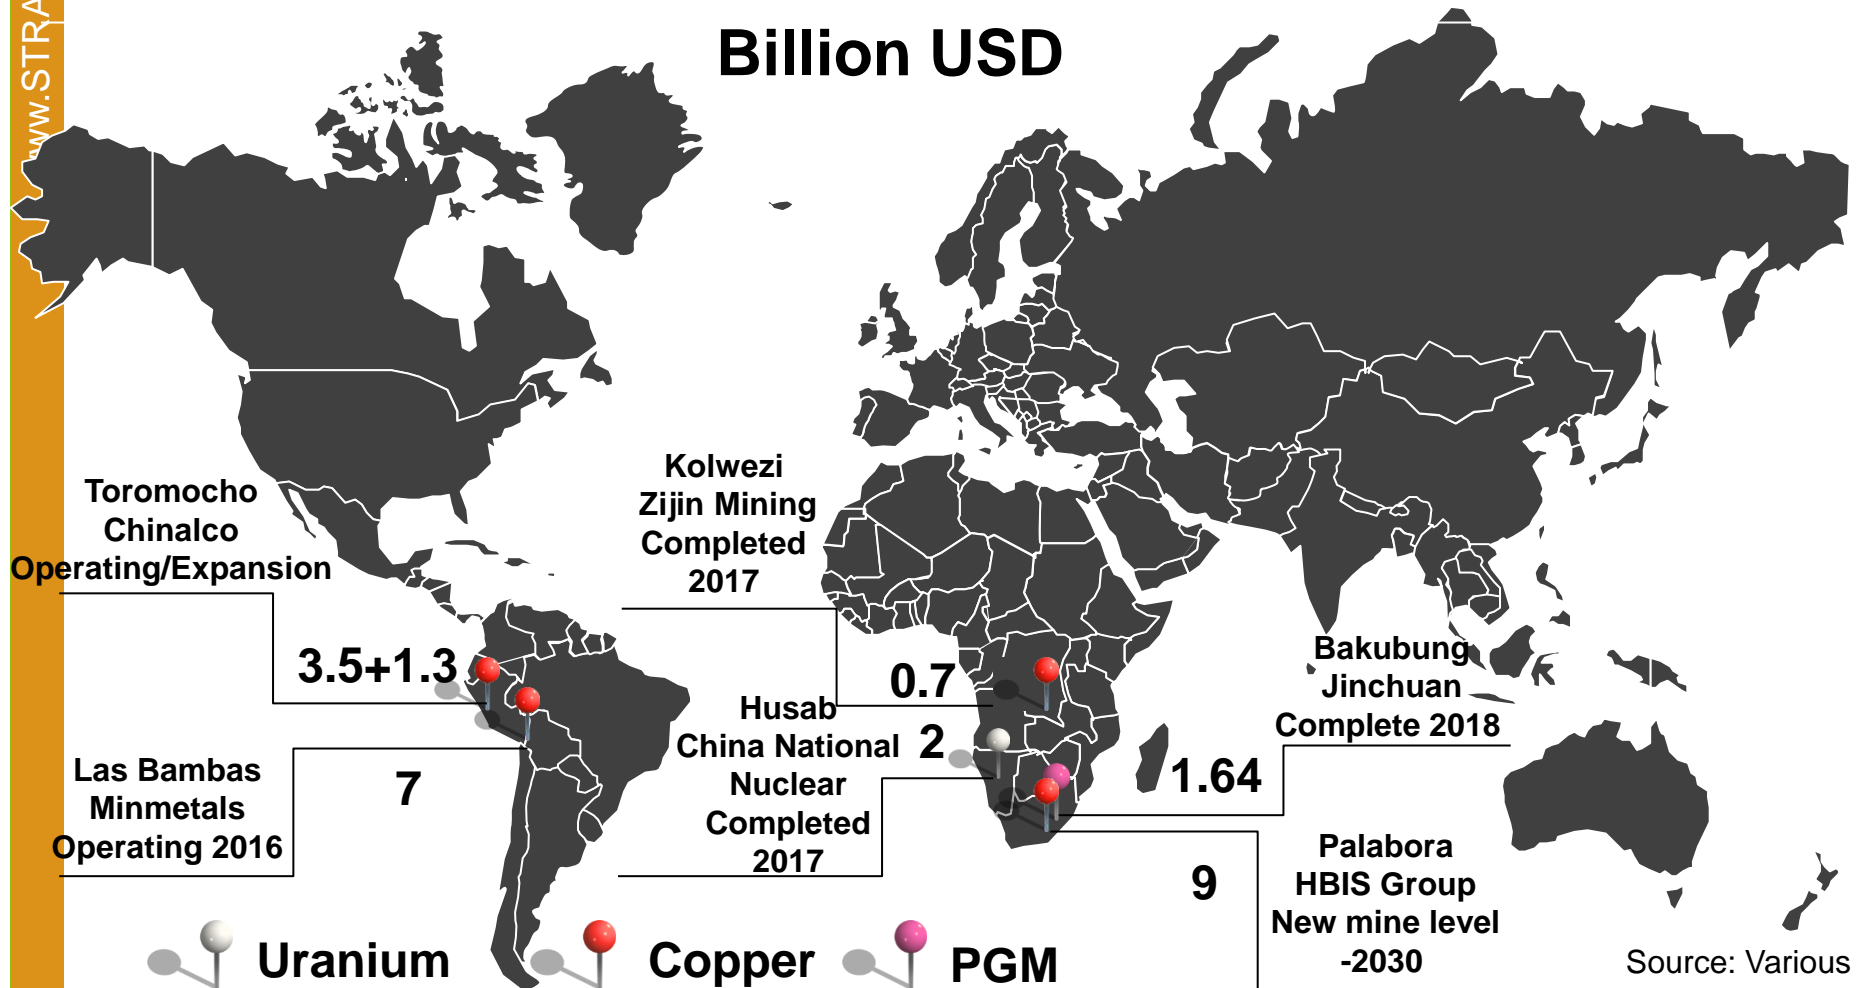 www.STRA
Billion USD
Toromocho
Chinalco
Operating/Expansion
3.5+1.3
Las Bambas
Minmetals
Operating 2016
7
Kolwezi
Zijin Mining
Completed
2017
0.7
Husab
China National
Nuclear
Completed
2017
2
Bakubung
Jinchuan
Complete 2018
1.64
Palabora
HBIS Group
New mine level
-2030
9
Uranium
Copper
PGM
Source: Various